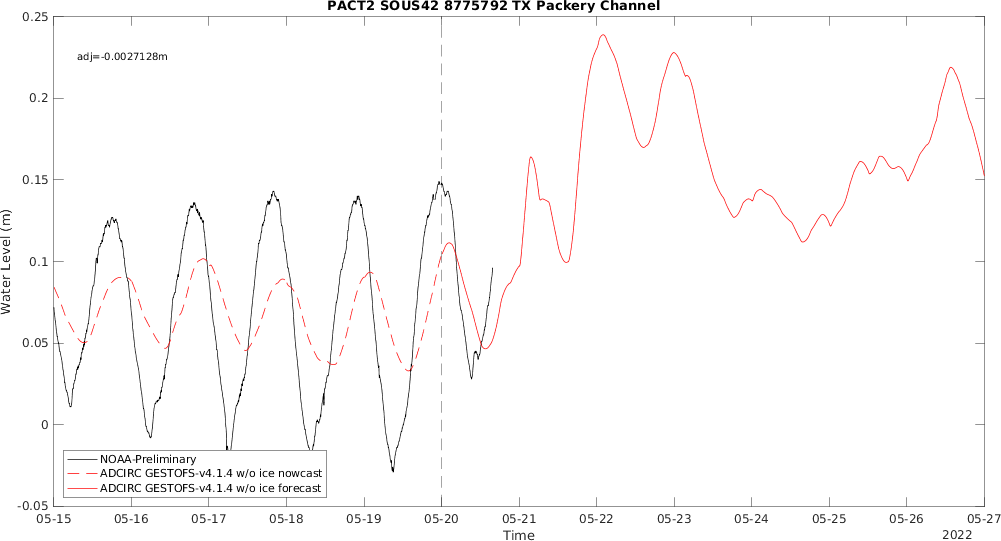 PACT2 SOUS42 8775792 TX Packery Channel
adj=-0.0027128m
0.25
0.2
0.15
0.1
0.05
0
-0.05
Water Level (m)
NOAA-Preliminary
ADCIRC GESTOFS-v4.1.4 w/o ice nowcast
ADCIRC GESTOFS-v4.1.4 w/o ice forecast
05-15 05-16 05-17 05-18 05-19 05-20 05-21 05-22 05-23 05-24 05-25 05-26 05-27
Time
2022